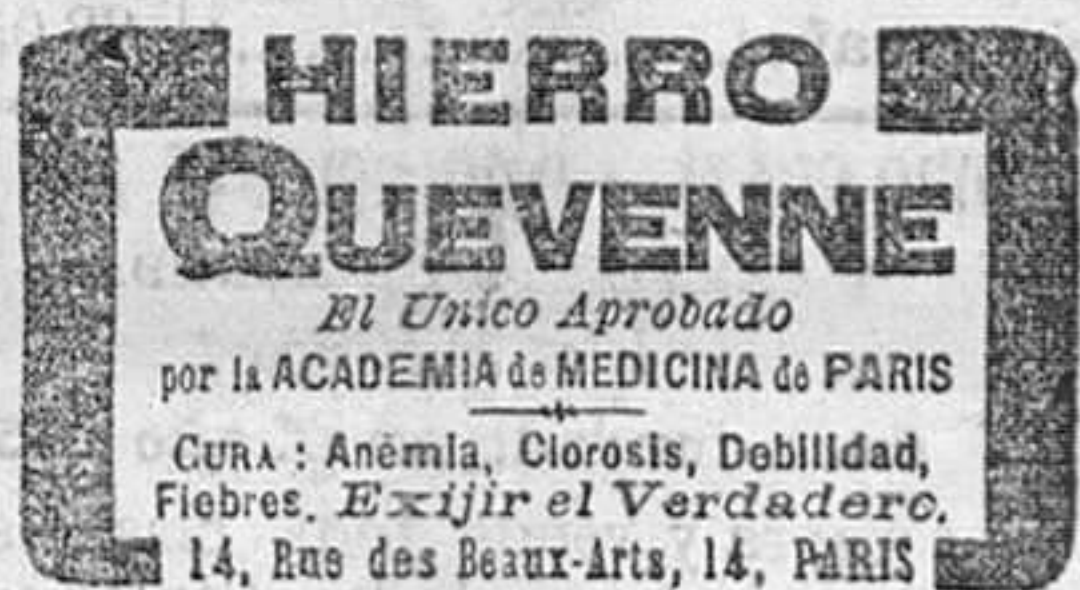 HIERRO
QUEVENNE
El Unico Aprobado
por la ACADEMIA de MEDICINA de PARIS
CURA : Anémia, Clorosis, Debilidad,
Fiebres. Exijir el Verdadero.
14, Rue des Beaux-Arts, 14, PARIS